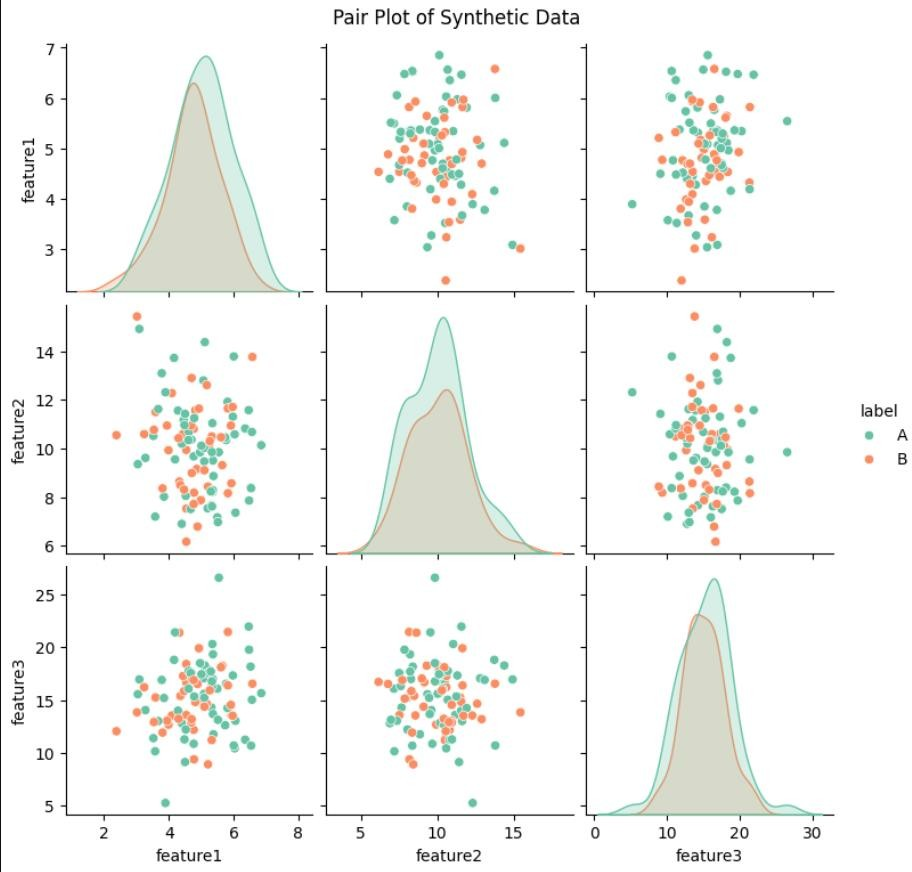 Pair Plot of Synthetic Data
7
6
5
4
3
feature1
14
12
10
8
6
feature2
label
A
B
25
20
15
10
5
feature3
2 4 6 8
5 10 15
0 10 20 30
feature1
feature2
feature3